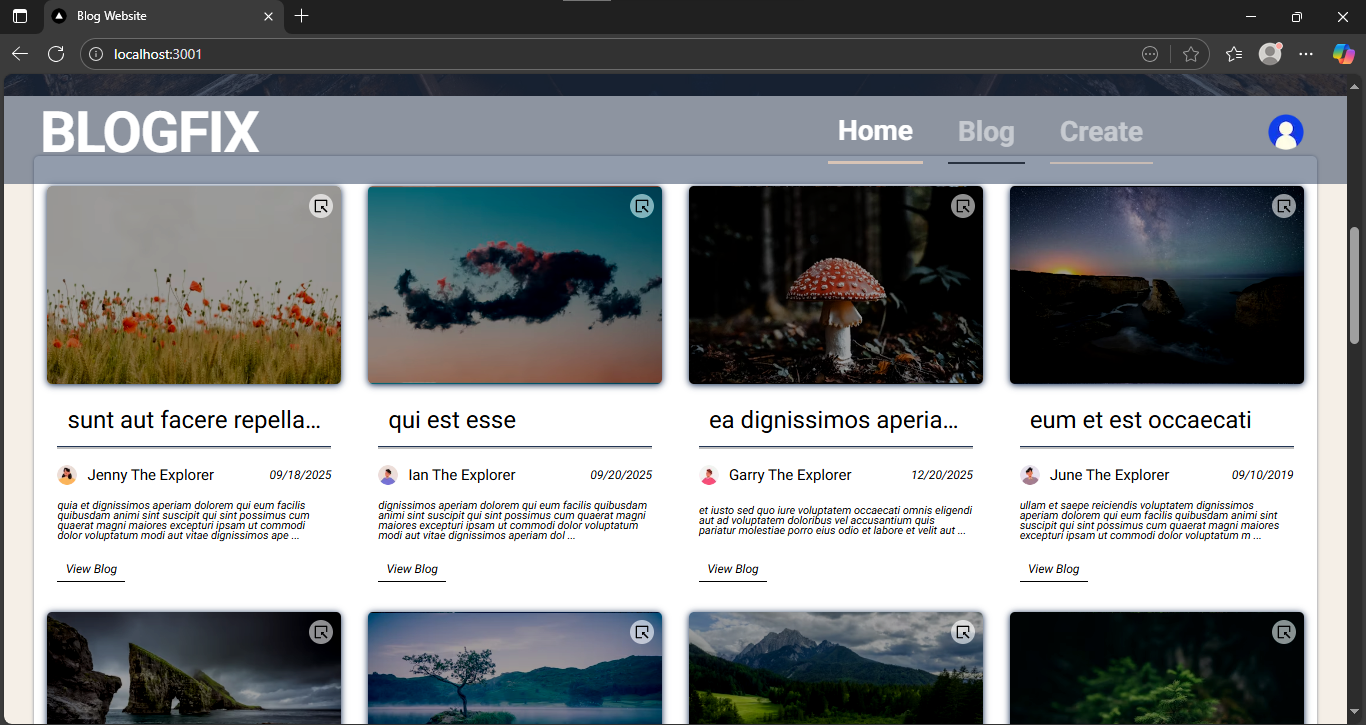 Blog Website
localhost:3001
BLOGFIX
Home
Blog
Create
sunt aut facere repella...
Jenny The Explorer
09/18/2025
quia et dignissimos aperiam dolorem qui eum facilis
quibusdam animi sint suscipit qui sint possimus cum
quaerat magni maiores excepturi ipsam ut commodi
dolor voluptatum modi aut vitae dignissimos ape ...
View Blog
qui est esse
Ian The Explorer
09/20/2025
dignissimos aperiam dolorem qui eum facilis quibusdam
animi sint suscipit qui sint possimus cum quaerat magni
maiores excepturi ipsam ut commodi dolor voluptatum
modi aut vitae dignissimos aperiam dol ...
View Blog
ea dignissimos aperia...
Garry The Explorer
12/20/2025
et iusto sed quo iure voluptatem occaecati omnis eligendi
aut ad voluptatem doloribus vel accusantium quis
pariatur molestiae porro eius odio et labore et velit aut ...
View Blog
eum et est occaecati
June The Explorer
09/10/2019
ullam et saepe reiciendis voluptatem dignissimos
aperiam dolorem qui eum facilis quibusdam animi sint
suscipit qui sint possimus cum quaerat magni maiores
excepturi ipsam ut commodi dolor voluptatum m ...
View Blog